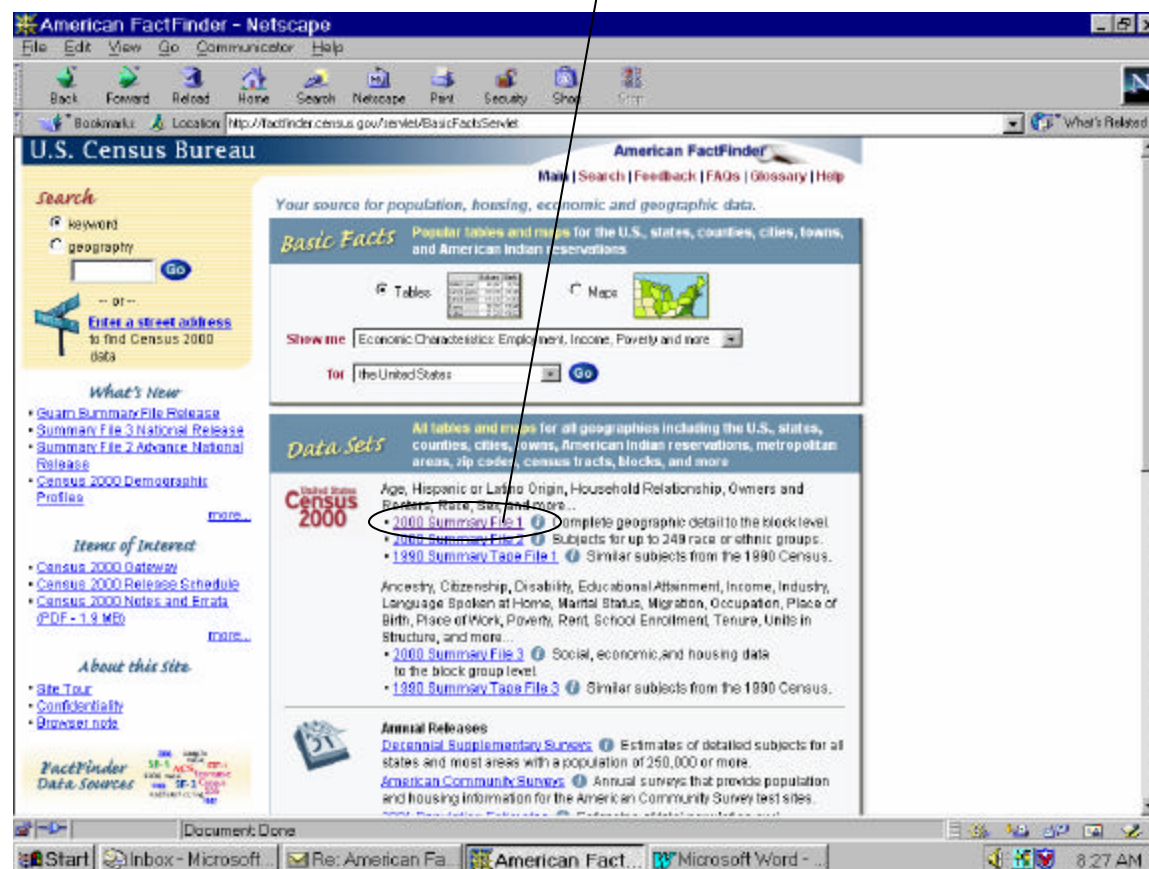 American FactFinder - Netscape
File Edit View Go Communicator Help
Back Forward Reload Home Search Netscape Print Security Shop Stop
Bookmarks Location http://factfinder.census.gov/servlet/BasicFactsServlet What's Related
U.S. Census Bureau
American FactFinder
Main | Search | Feedback | FAQs | Glossary | Help
Search
keyword
geography
Go
-- or --
Enter a street address
to find Census 2000
data
What's New
• Guam Summary File Release
• Summary File 3 National Release
• Summary File 2 Advance National
Release
• Census 2000 Demographic
Profiles
more...
Items of Interest
• Census 2000 Gateway
• Census 2000 Release Schedule
• Census 2000 Notes and Errata
(PDF - 1.9 MB)
more...
About this site
• Site Tour
• Confidentiality
• Browser note
FactFinder
Data Sources
Your source for population, housing, economic and geographic data.
Basic Facts
Popular tables and maps for the U.S., states, counties, cities, towns,
and American Indian reservations
Tables Maps
Show me Economic Characteristics: Employment, Income, Poverty and more
for the United States Go
Data Sets
All tables and maps for all geographies including the U.S., states,
counties, cities, towns, American Indian reservations, metropolitan
areas, zip codes, census tracts, blocks, and more
United States
Census
2000
Age, Hispanic or Latino Origin, Household Relationship, Owners and
Renters, Race, Sex, and more...
• 2000 Summary File 1 Complete geographic detail to the block level.
• 2000 Summary File 2 Subjects for up to 249 race or ethnic groups.
• 1990 Summary Tape File 1 Similar subjects from the 1990 Census.
Ancestry, Citizenship, Disability, Educational Attainment, Income, Industry,
Language Spoken at Home, Marital Status, Migration, Occupation, Place of
Birth, Place of Work, Poverty, Rent, School Enrollment, Tenure, Units in
Structure, and more...
• 2000 Summary File 3 Social, economic, and housing data
to the block group level
• 1990 Summary Tape File 3 Similar subjects from the 1990 Census.
Annual Releases
Decennial Supplementary Surveys Estimates of detailed subjects for all
states and most areas with a population of 250,000 or more.
American Community Surveys Annual surveys that provide population
and housing information for the American Community Survey test sites.
Document: Done
Start Inbox - Microsoft... Re: American Fa... American Fact... Microsoft Word - ... 8:27 AM